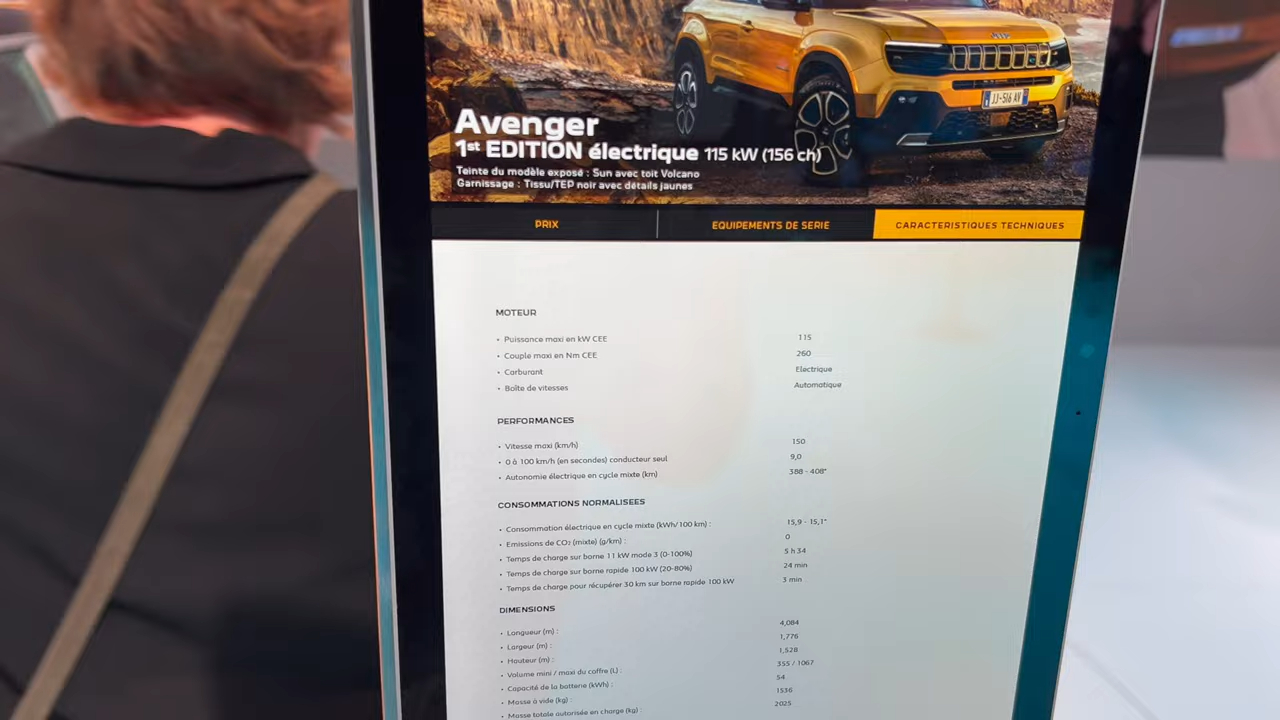 Jeep
JJ-516 AV
Avenger
1st EDITION électrique 115 kW (156 ch)
Teinte du modèle exposé : Sun avec toit Volcano
Garnissage : Tissu/TEP noir avec détails jaunes
PRIX
EQUIPEMENTS DE SERIE
CARACTERISTIQUES TECHNIQUES
MOTEUR
• Puissance maxi en kW CEE 115
• Couple maxi en Nm CEE 260
• Carburant Electrique
• Boîte de vitesses Automatique
PERFORMANCES
• Vitesse maxi (km/h) 150
• 0 à 100 km/h (en secondes) conducteur seul 9,0
• Autonomie électrique en cycle mixte (km) 388 - 408*
CONSOMMATIONS NORMALISEES
• Consommation électrique en cycle mixte (kWh/100 km) : 15,9 - 15,1*
• Emissions de CO2 (mixte) (g/km) : 0
• Temps de charge sur borne 11 kW mode 3 (0-100%) 5 h 34
• Temps de charge sur borne rapide 100 kW (20-80%) 24 min
• Temps de charge pour récupérer 30 km sur borne rapide 100 kW 3 min
DIMENSIONS
• Longueur (m) : 4,084
• Largeur (m) : 1,776
• Hauteur (m) : 1,528
• Volume mini / maxi du coffre (L) : 355 / 1067
• Capacité de la batterie (kWh) : 54
• Masse à vide (kg) : 1536
• Masse totale autorisée en charge (kg) : 2025